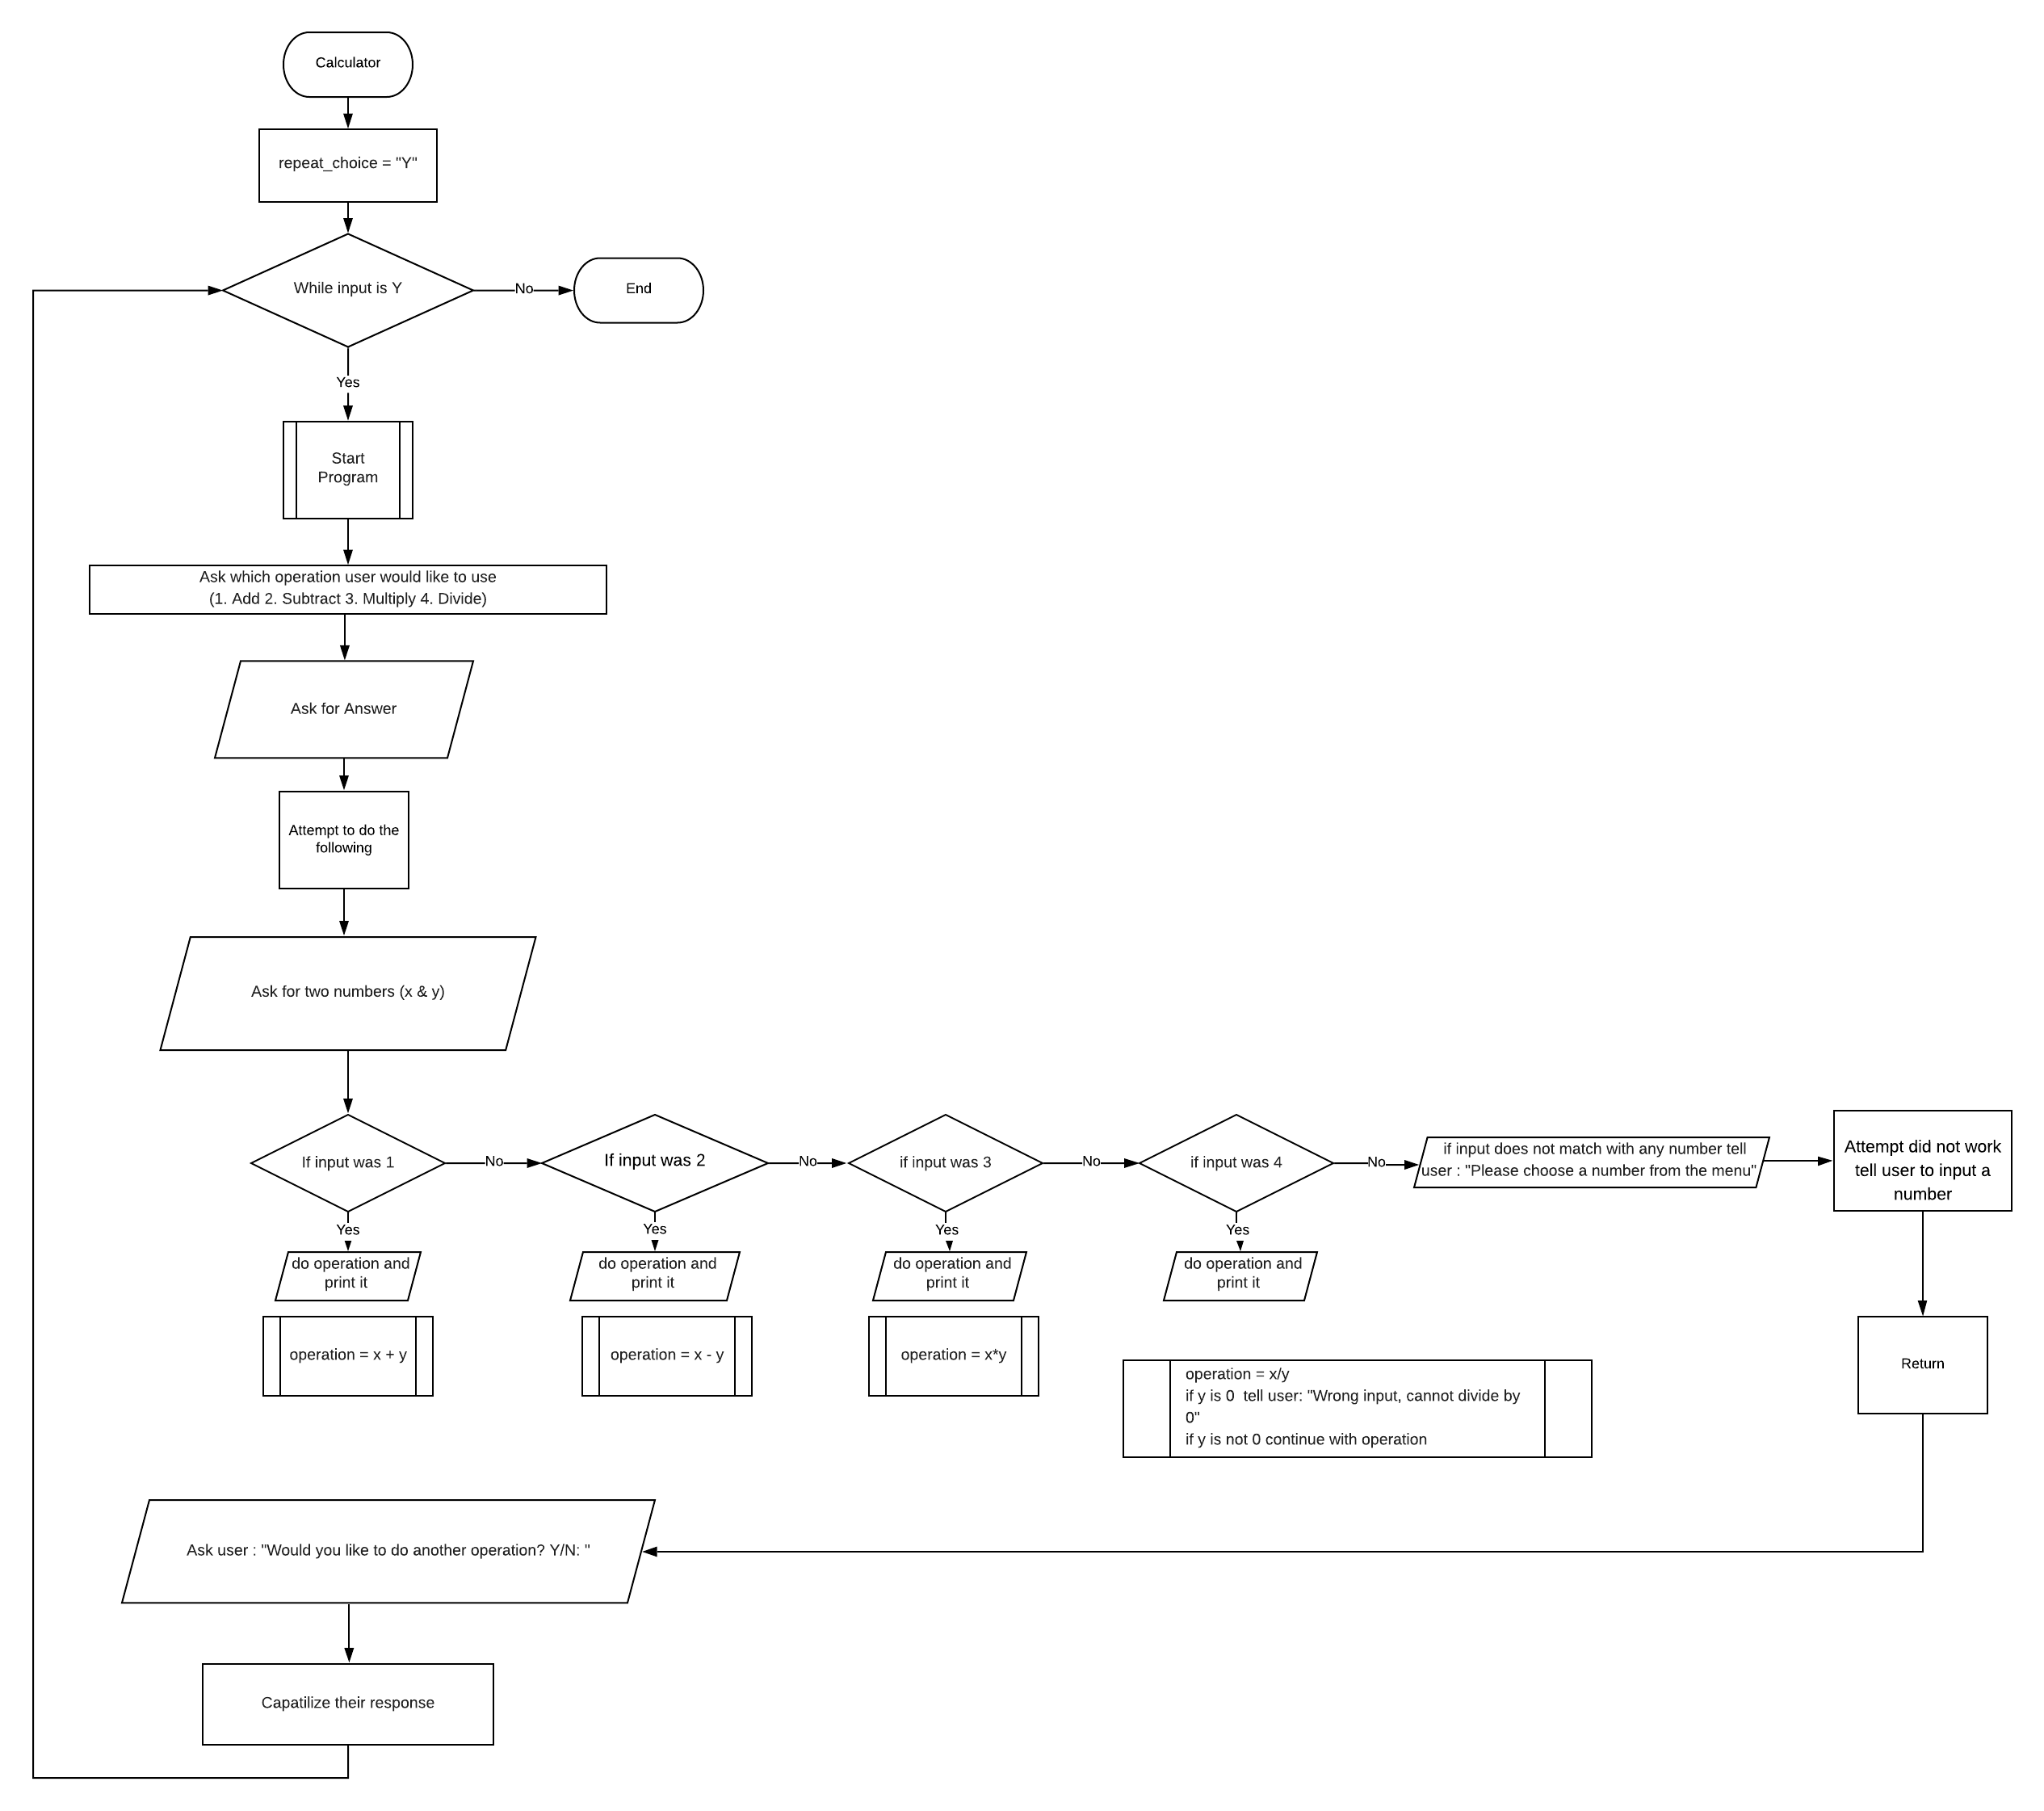 Calculator
repeat_choice = "Y"
While input is Y
No
End
Yes
Start
Program
Ask which operation user would like to use
(1. Add 2. Subtract 3. Multiply 4. Divide)
Ask for Answer
Attempt to do the
following
Ask for two numbers (x & y)
If input was 1
No
If input was 2
No
if input was 3
No
if input was 4
No
if input does not match with any number tell
user : "Please choose a number from the menu"
Attempt did not work
tell user to input a
number
Yes
Yes
Yes
Yes
do operation and
print it
do operation and
print it
do operation and
print it
do operation and
print it
operation = x + y
operation = x - y
operation = x*y
operation = x/y
if y is 0  tell user: "Wrong input, cannot divide by
0"
if y is not 0 continue with operation
Return
Ask user : "Would you like to do another operation? Y/N: "
Capatilize their response